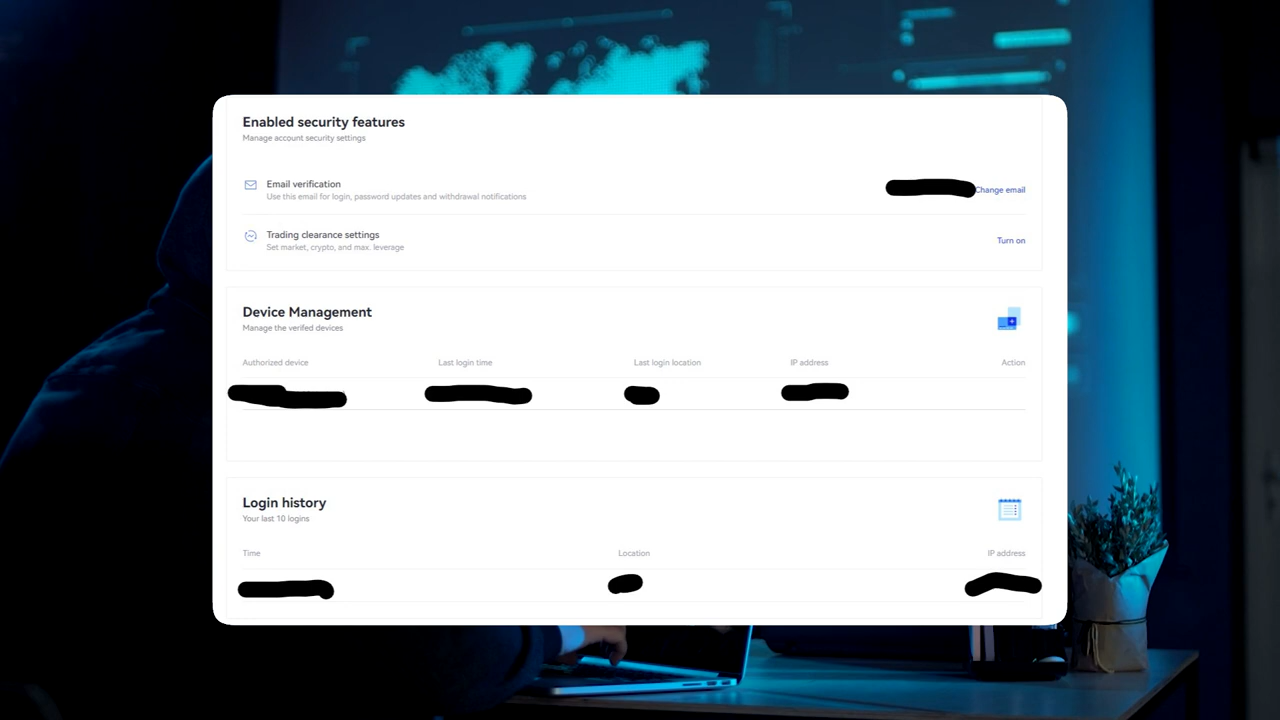 Enabled security features
Manage account security settings
Email verification
Use this email for login, password updates and withdrawal notifications
Change email
Trading clearance settings
Set market, crypto, and max. leverage
Turn on
Device Management
Manage the verifed devices
Authorized device Last login time Last login location IP address Action
Login history
Your last 10 logins
Time Location IP address